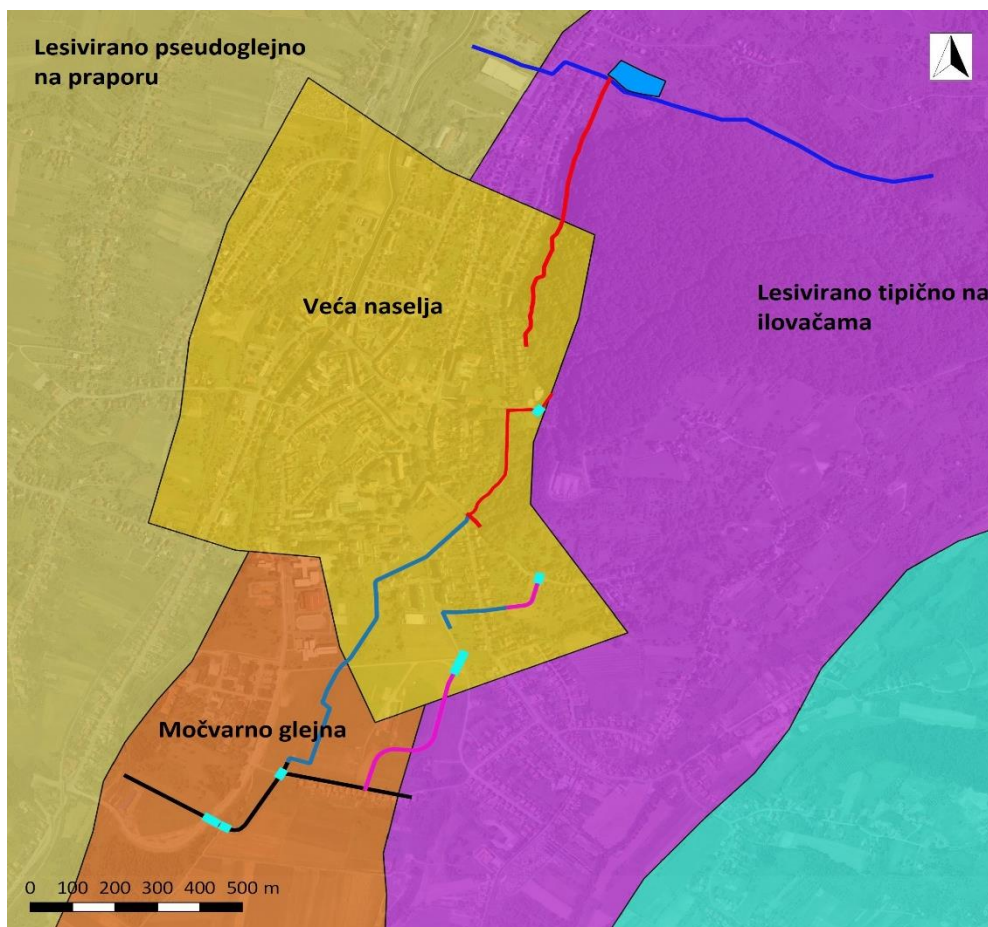 Lesivirano pseudoglejno
na praporu
Veća naselja
Lesivirano tipično na
ilovačama
Močvarno glejna
0 100 200 300 400 500 m